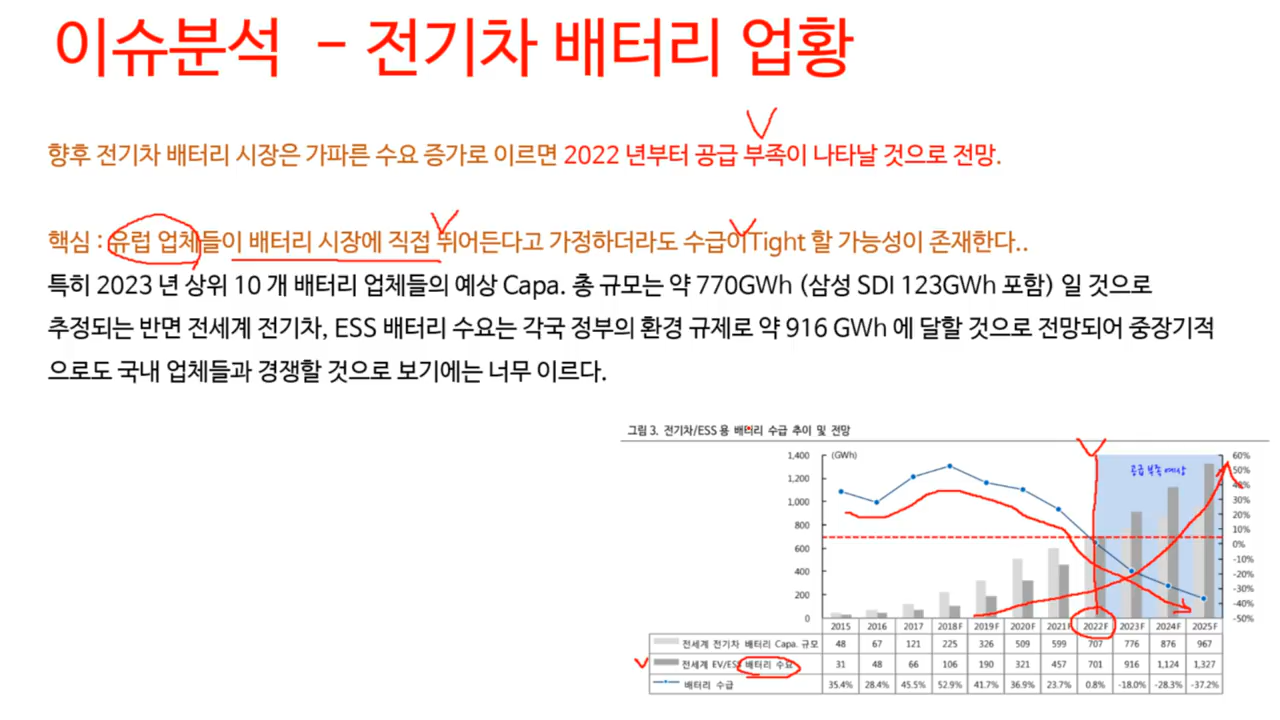 이슈분석 - 전기차 배터리 업황
향후 전기차 배터리 시장은 가파른 수요 증가로 이르면 2022 년부터 공급 부족이 나타날 것으로 전망.
핵심 : 유럽 업체들이 배터리 시장에 직접 뛰어든다고 가정하더라도 수급이Tight 할 가능성이 존재한다..
특히 2023 년 상위 10 개 배터리 업체들의 예상 Capa. 총 규모는 약 770GWh (삼성 SDI 123GWh 포함) 일 것으로
추정되는 반면 전세계 전기차, ESS 배터리 수요는 각국 정부의 환경 규제로 약 916 GWh 에 달할 것으로 전망되어 중장기적
으로도 국내 업체들과 경쟁할 것으로 보기에는 너무 이르다.
그림 3. 전기차/ESS 용 배터리 수급 추이 및 전망
1,400 (GWh) 60%
1,200 50%
1,000 40%
800 30%
600 20%
400 10%
200 0%
0 -10%
-20%
-30%
-40%
-50%
공급 부족 예상
2015 2016 2017 2018F 2019F 2020F 2021F 2022F 2023F 2024F 2025F
전세계 전기차 배터리 Capa. 규모 48 67 121 225 326 509 599 707 776 876 967
전세계 EV/ESS 배터리 수요 31 48 66 106 190 321 457 701 916 1,124 1,327
배터리 수급 35.4% 28.4% 45.5% 52.9% 41.7% 36.9% 23.7% 0.8% -18.0% -28.3% -37.2%